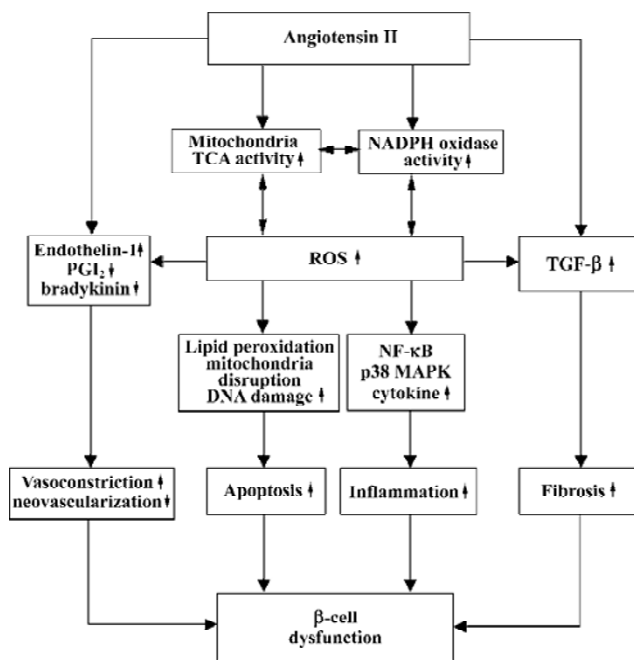 Angiotensin II
Mitochondria
TCA activity↑
NADPH oxidase
activity↑
Endothelin-1↑
PGI₂↓
bradykinin↓
ROS ↑
TGF-β ↑
Lipid peroxidation
mitochondria
disruption
DNA damage↑
NF-κB
p38 MAPK
cytokine↑
Vasoconstriction↑
neovascularization↓
Apoptosis ↑
Inflammation↑
Fibrosis ↑
β-cell
dysfunction